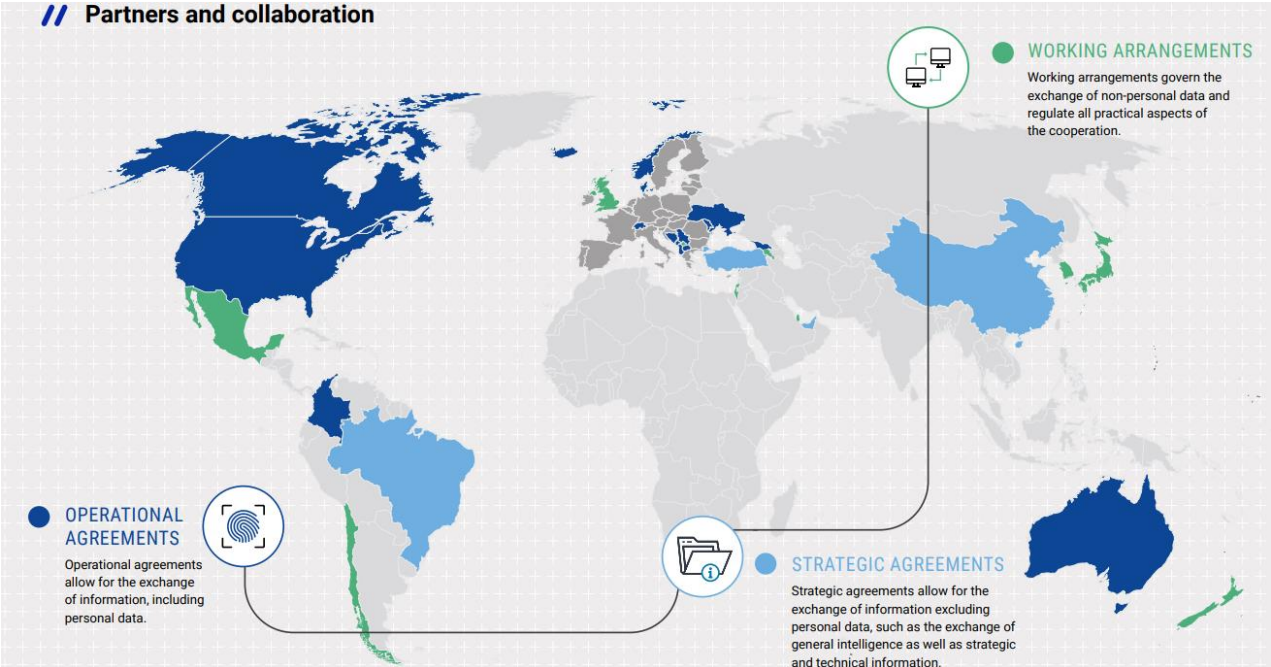 // Partners and collaboration
WORKING ARRANGEMENTS
Working arrangements govern the
exchange of non-personal data and
regulate all practical aspects of
the cooperation.
OPERATIONAL
AGREEMENTS
Operational agreements
allow for the exchange
of information, including
personal data.
STRATEGIC AGREEMENTS
Strategic agreements allow for the
exchange of information excluding
personal data, such as the exchange of
general intelligence as well as strategic
and technical information.